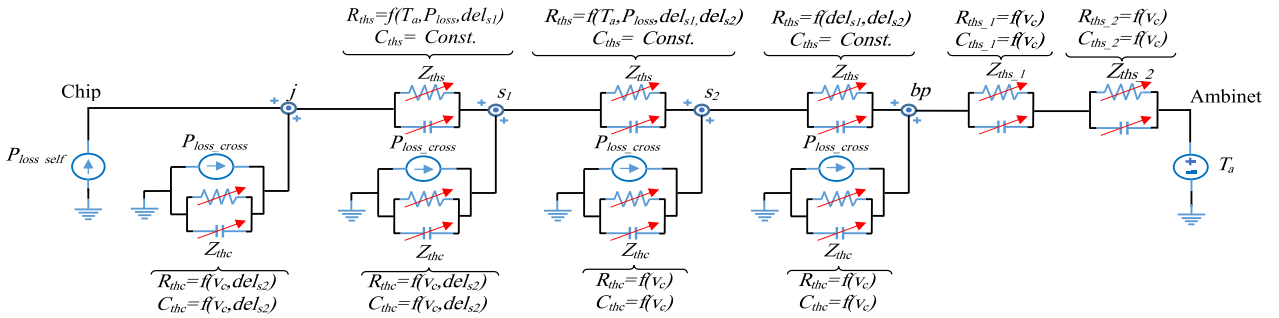 Rths=f(Ta,Ploss,dels1)
Cths= Const.
Rths=f(Ta,Ploss,dels1,dels2)
Cths= Const.
Rths=f(dels1,dels2)
Cths= Const.
Rths_1=f(vc)
Cths_1=f(vc)
Rths_2=f(vc)
Cths_2=f(vc)
Zths
Zths
Zths
Zths_1
Zths_2
Chip
j
s1
s2
bp
Ambinet
Ploss self
Ploss_cross
Ploss_cross
Ploss_cross
Ploss_cross
Ta
Zthc
Zthc
Zthc
Zthc
Rthc=f(vc,dels2)
Cthc=f(vc,dels2)
Rthc=f(vc,dels2)
Cthc=f(vc,dels2)
Rthc=f(vc)
Cthc=f(vc)
Rthc=f(vc)
Cthc=f(vc)